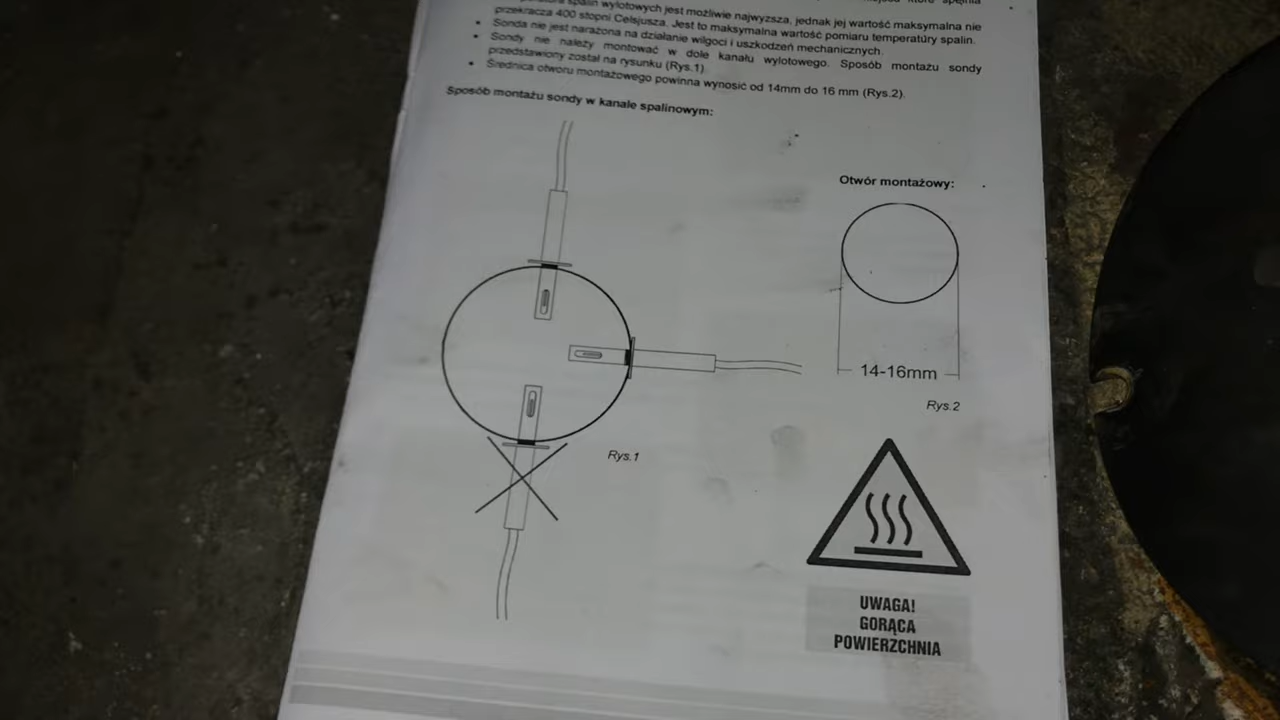 spalin wylotowych jest możliwie najwyższa, jednak jej wartość maksymalna nie
przekracza 400 stopni Celsjusza. Jest to maksymalna wartość pomiaru temperatury spalin.
• Sonda nie jest narażona na działanie wilgoci i uszkodzeń mechanicznych.
• Sondy nie należy montować w dole kanału wylotowego. Sposób montażu sondy
przedstawiony został na rysunku (Rys.1)
• Średnica otworu montażowego powinna wynosić od 14mm do 16 mm (Rys.2).
Sposób montażu sondy w kanale spalinowym:
Otwór montażowy:
14-16mm
Rys.2
Rys.1
UWAGA!
GORĄCA
POWIERZCHNIA